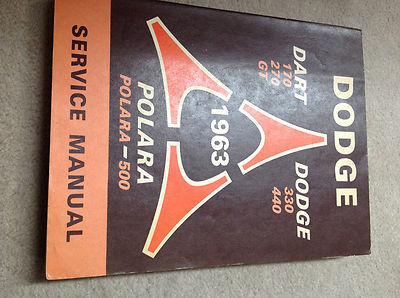 DODGE
DART
170
270
GT
DODGE
330
440
1963
POLARA
POLARA-500
SERVICE MANUAL